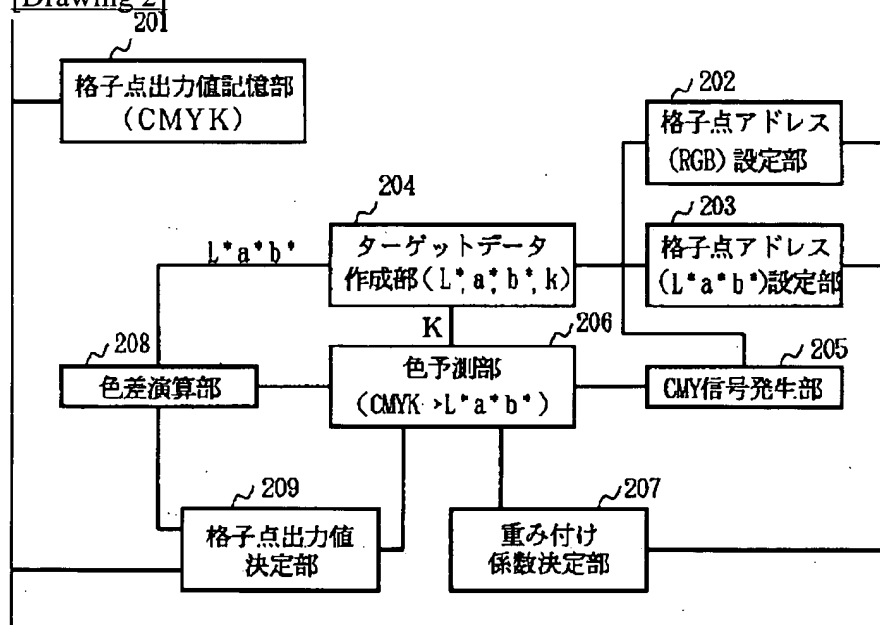 [Drawing 2]
201
格子点出力値記憶部
(CMYK)
202
格子点アドレス
(RGB)設定部
204
203
ターゲットデータ
作成部(L*,a*,b*,k)
格子点アドレス
(L*a*b*)設定部
L*a*b*
K
206
208
205
色差演算部
色予測部
(CMYK→L*a*b*)
CMY信号発生部
209
207
格子点出力値
決定部
重み付け
係数決定部